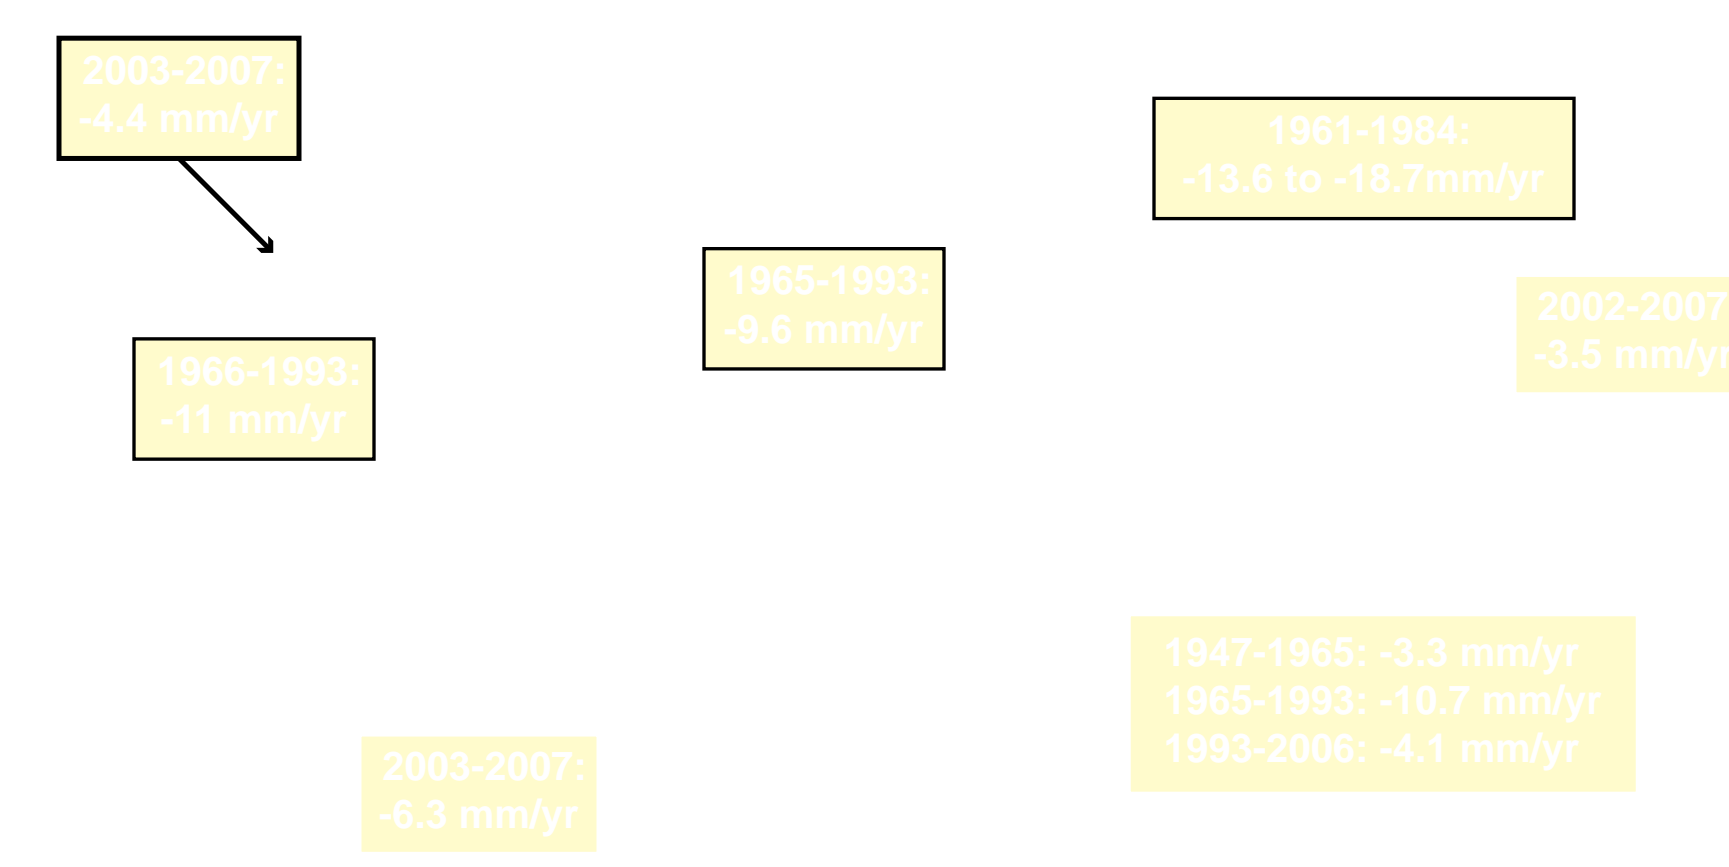 2003-2007:
-4.4 mm/yr
1961-1984:
-13.6 to -18.7mm/yr
1965-1993:
-9.6 mm/yr
2002-2007
-3.5 mm/yr
1966-1993:
-11 mm/yr
1947-1965: -3.3 mm/yr
1965-1993: -10.7 mm/yr
1993-2006: -4.1 mm/yr
2003-2007:
-6.3 mm/yr